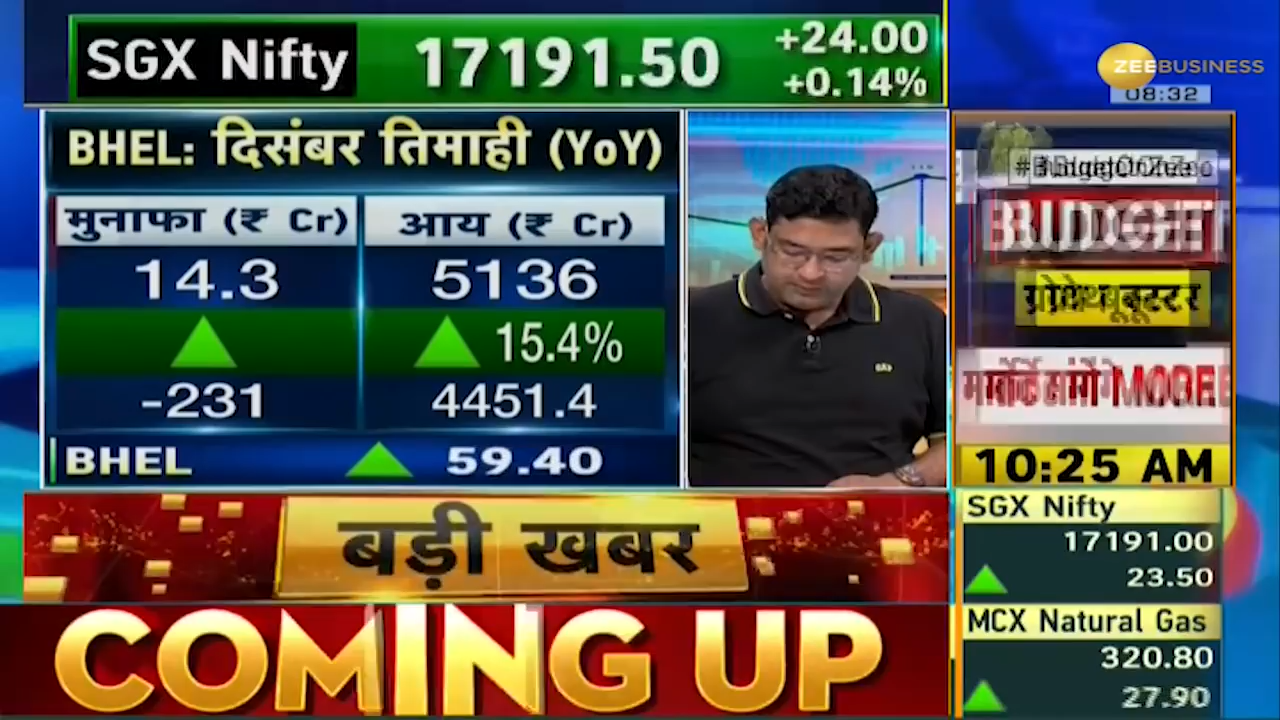 SGX Nifty
17191.50
+24.00
+0.14%
ZEEBUSINESS
08:32
BHEL: दिसंबर तिमाही (YoY)
मुनाफा (₹ Cr)
आय (₹ Cr)
14.3
5136
15.4%
-231
4451.4
BHEL
59.40
GAP
BUDGET
10:25 AM
बड़ी खबर
COMING UP
SGX Nifty
17191.00
23.50
MCX Natural Gas
320.80
27.90